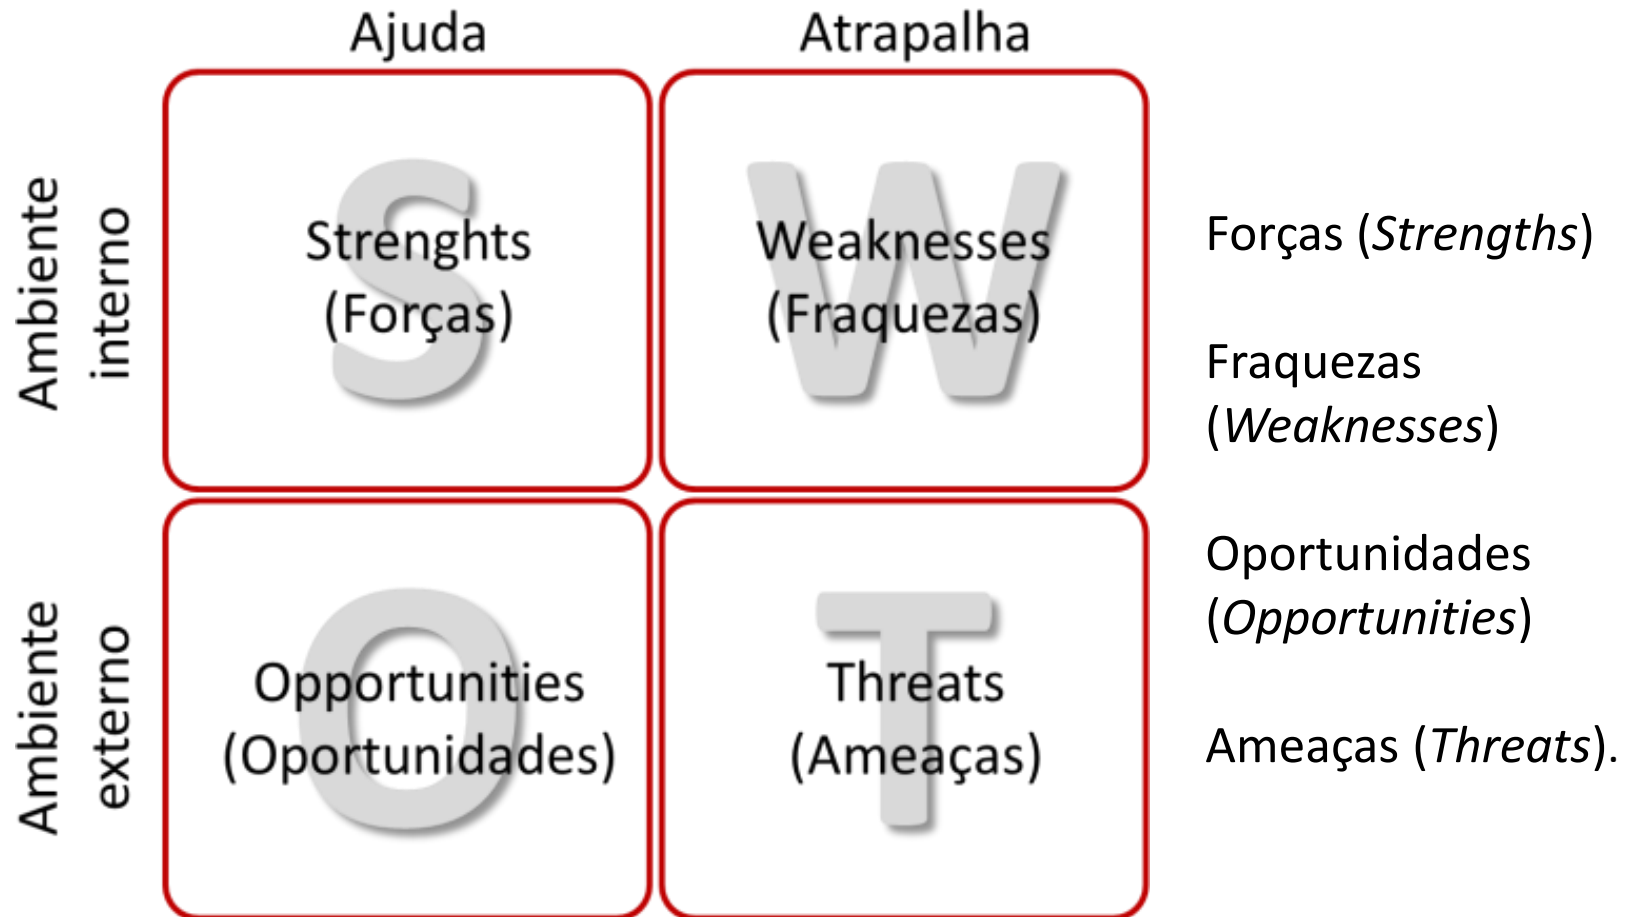 Ajuda
Atrapalha
Ambiente
interno
S
Strenghts
(Forças)
W
Weaknesses
(Fraquezas)
Ambiente
externo
O
Opportunities
(Oportunidades)
T
Threats
(Ameaças)
Forças (Strengths)
Fraquezas
(Weaknesses)
Oportunidades
(Opportunities)
Ameaças (Threats).